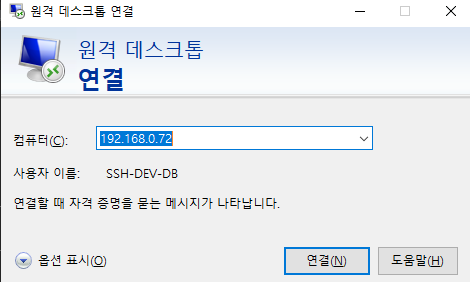 원격 데스크톱 연결
원격 데스크톱
연결
컴퓨터(C): 192.168.0.72
사용자 이름: SSH-DEV-DB
연결할 때 자격 증명을 묻는 메시지가 나타납니다.
옵션 표시(O) 연결(N) 도움말(H)